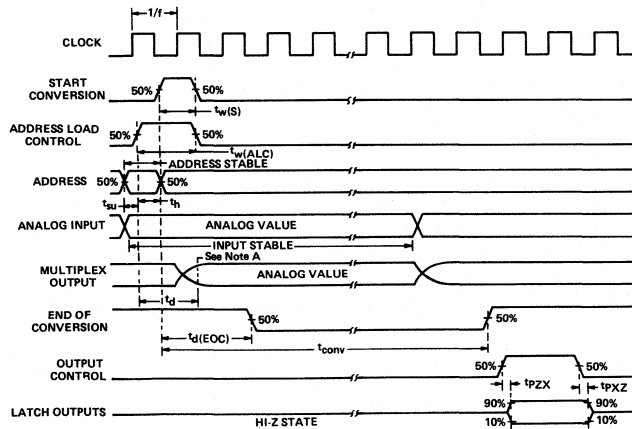 1/f
CLOCK
START
CONVERSION
50%
50%
tw(S)
ADDRESS LOAD
CONTROL
50%
50%
tw(ALC)
ADDRESS STABLE
ADDRESS
50%
50%
tsu
th
ANALOG INPUT
ANALOG VALUE
INPUT STABLE
See Note A
MULTIPLEX
OUTPUT
ANALOG VALUE
td
END OF
CONVERSION
50%
50%
td(EOC)
tconv
OUTPUT
CONTROL
50%
50%
tPZX
tPXZ
LATCH OUTPUTS
HI-Z STATE
90%
10%
90%
10%